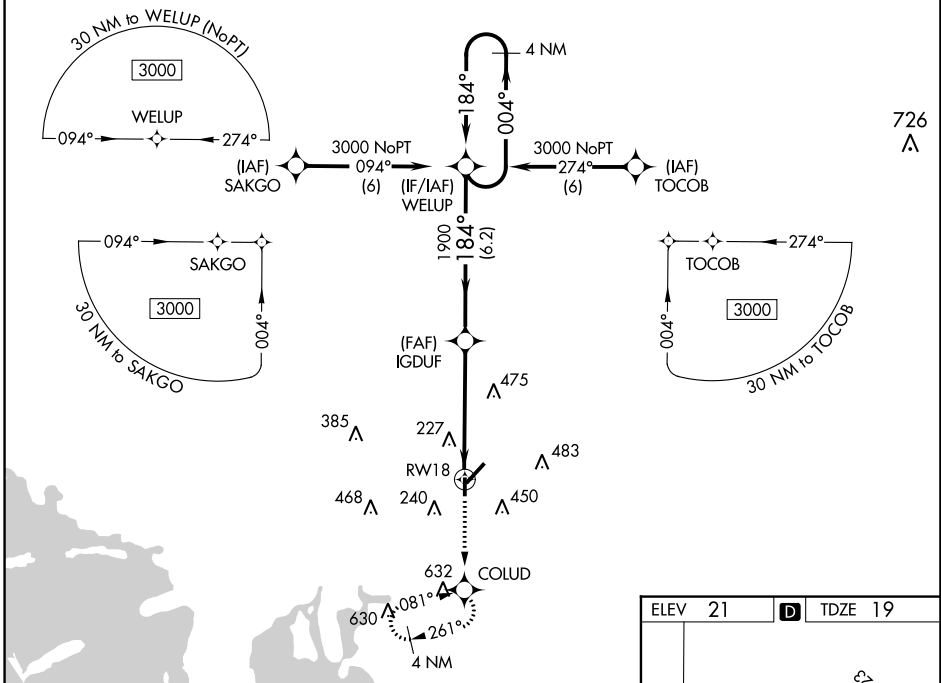 30 NM to WELUP (NoPT)
3000
WELUP
094°
274°
4 NM
184°
004°
726
3000 NoPT
094°
(6)
(IAF)
SAKGO
(IF/IAF)
WELUP
3000 NoPT
274°
(6)
(IAF)
TOCOB
1900
184°
(6.2)
094°
SAKGO
3000
004°
30 NM to SAKGO
274°
TOCOB
3000
004°
30 NM to TOCOB
(FAF)
IGDUF
475
385
227
483
RW18
468
240
450
632
COLUD
630
081°
261°
4 NM
ELEV 21 D TDZE 19